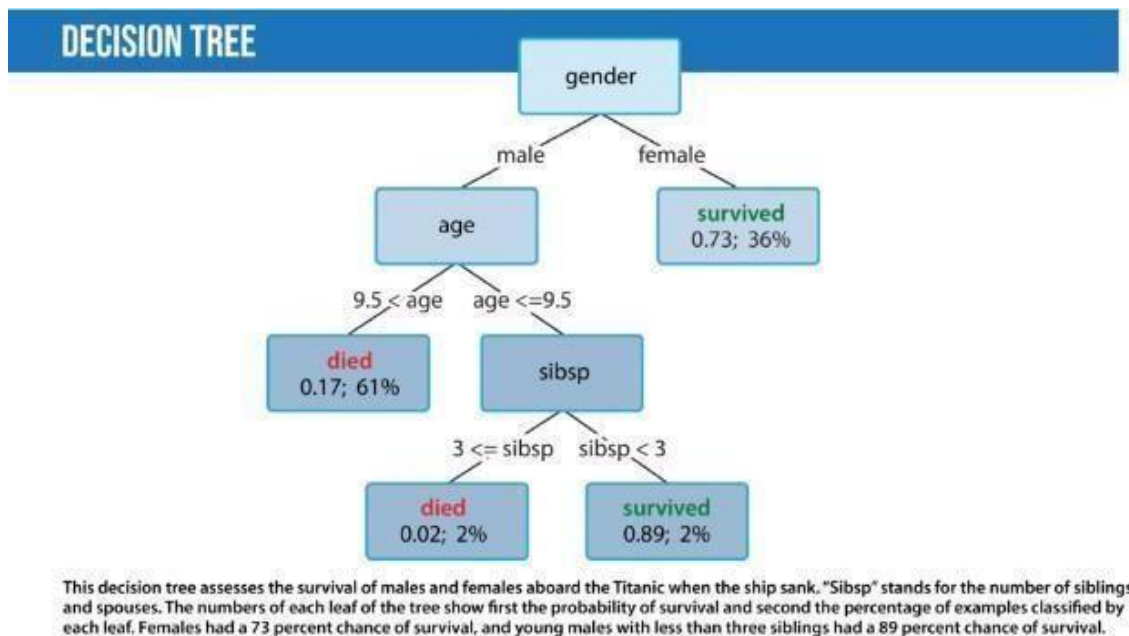 DECISION TREE
gender
male female
age
survived
0.73; 36%
9.5 < age age <=9.5
died
0.17; 61%
sibsp
3 <= sibsp sibsp < 3
died
0.02; 2%
survived
0.89; 2%
This decision tree assesses the survival of males and females aboard the Titanic when the ship sank. "Sibsp" stands for the number of siblings
and spouses. The numbers of each leaf of the tree show first the probability of survival and second the percentage of examples classified by
each leaf. Females had a 73 percent chance of survival, and young males with less than three siblings had a 89 percent chance of survival.